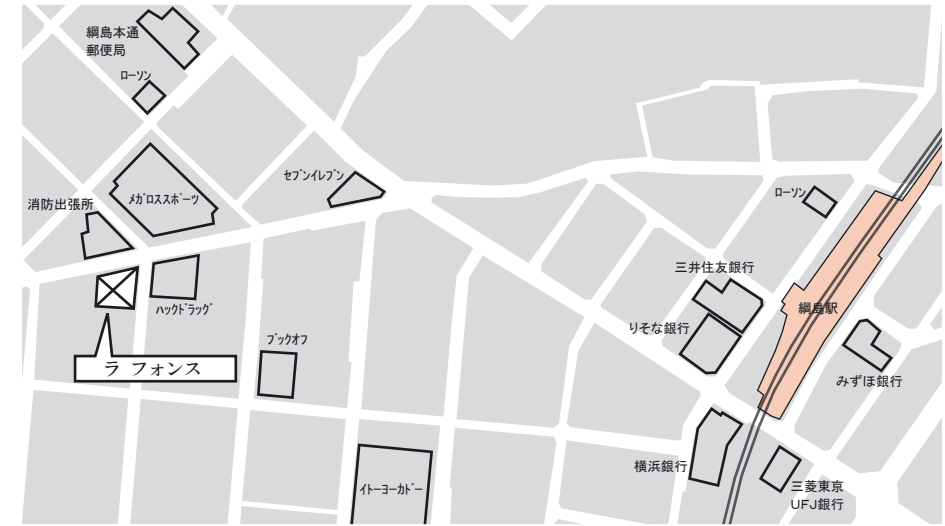 綱島本通
郵便局
ローソン
セブンイレブン
メガロススポーツ
消防出張所
ローソン
三井住友銀行
綱島駅
ハックドラッグ
りそな銀行
ブックオフ
ラ フォンス
みずほ銀行
横浜銀行
イトーヨーカドー
三菱東京
UFJ銀行